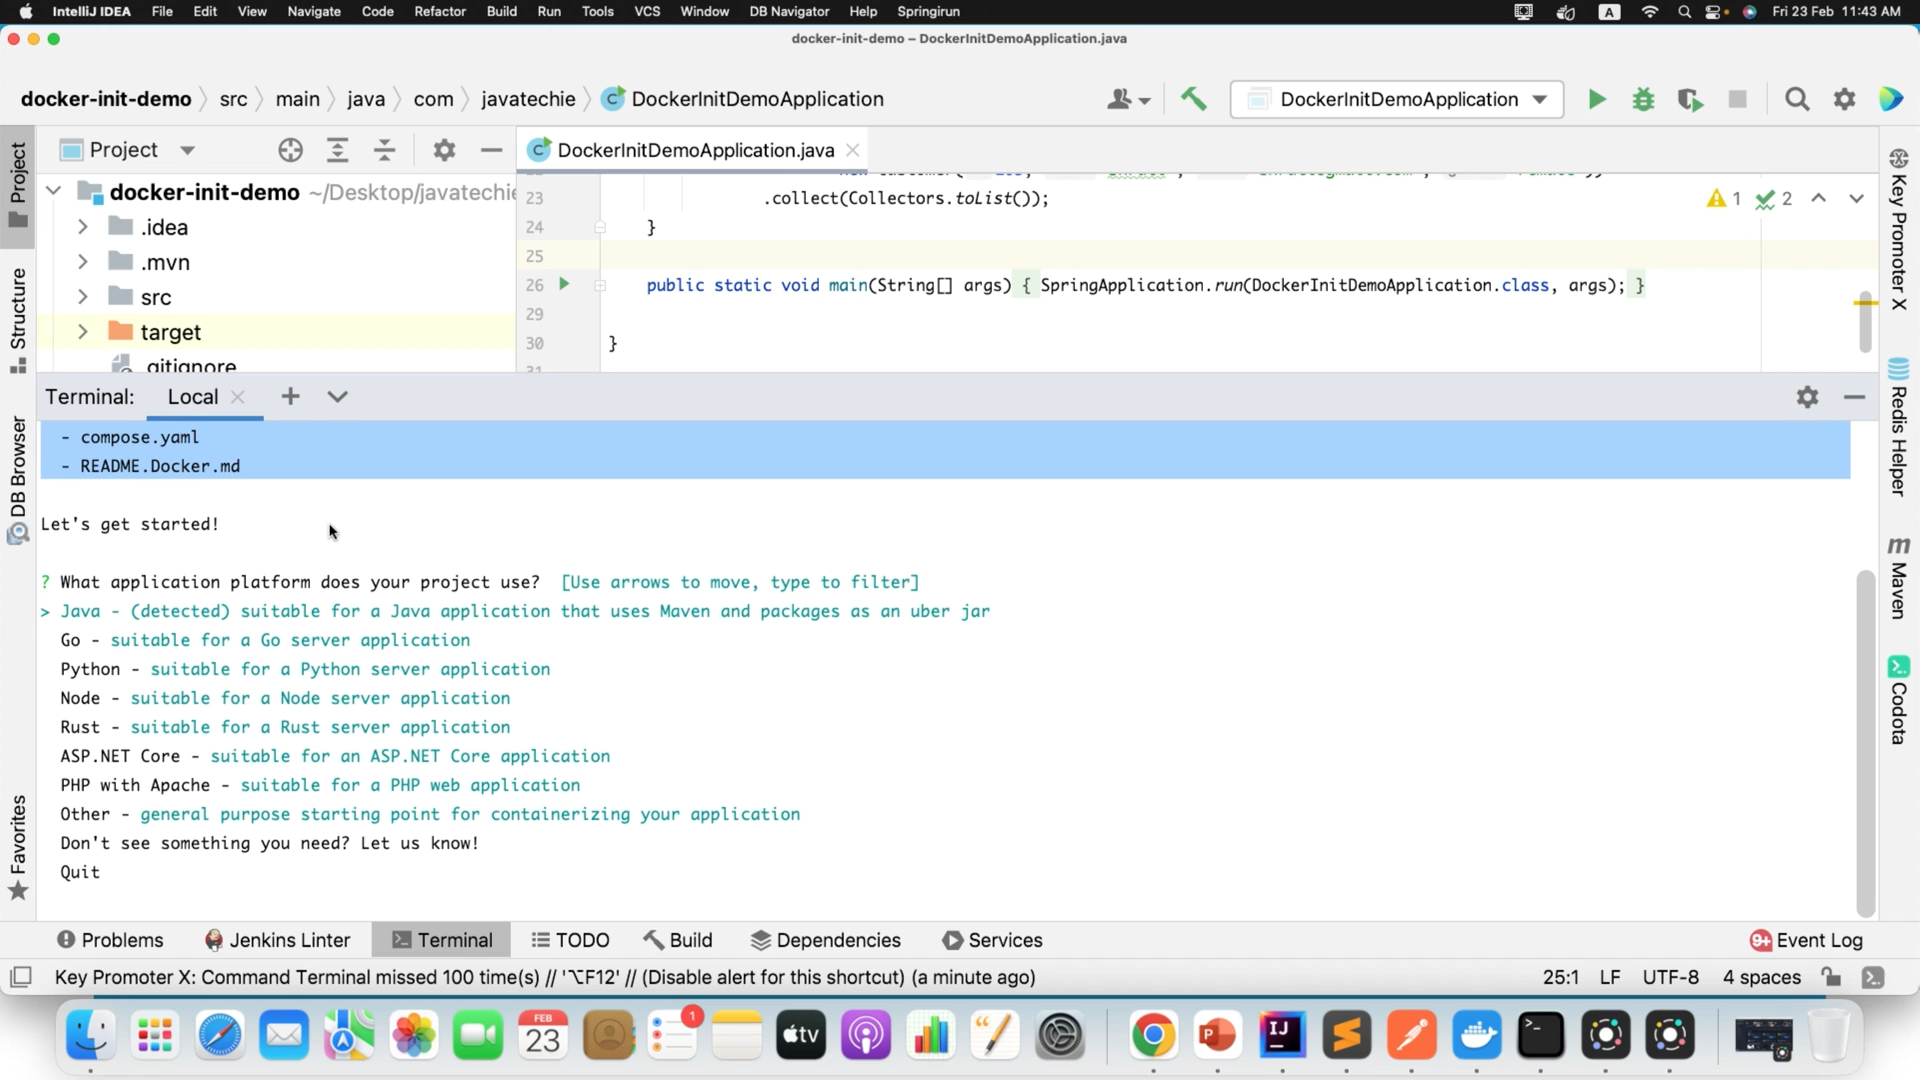 IntelliJ IDEA File Edit View Navigate Code Refactor Build Run Tools VCS Window DB Navigator Help Springirun A Fri 23 Feb 11:43 AM
docker-init-demo – DockerInitDemoApplication.java
docker-init-demo src main java com javatechie DockerInitDemoApplication DockerInitDemoApplication
Project
DockerInitDemoApplication.java
docker-init-demo ~/Desktop/javatechie
.idea
.mvn
src
target
.gitignore
23 .collect(Collectors.toList());
24 }
25
26 public static void main(String[] args) { SpringApplication.run(DockerInitDemoApplication.class, args); }
29
30 }
31
1 2
Project
Structure
DB Browser
Favorites
Key Promoter X
Redis Helper
m Maven
Codota
Terminal: Local
- compose.yaml
- README.Docker.md
Let's get started!
? What application platform does your project use? [Use arrows to move, type to filter]
> Java - (detected) suitable for a Java application that uses Maven and packages as an uber jar
Go - suitable for a Go server application
Python - suitable for a Python server application
Node - suitable for a Node server application
Rust - suitable for a Rust server application
ASP.NET Core - suitable for an ASP.NET Core application
PHP with Apache - suitable for a PHP web application
Other - general purpose starting point for containerizing your application
Don't see something you need? Let us know!
Quit
Problems Jenkins Linter Terminal TODO Build Dependencies Services 9+ Event Log
Key Promoter X: Command Terminal missed 100 time(s) // '⌥F12' // (Disable alert for this shortcut) (a minute ago) 25:1 LF UTF-8 4 spaces
FEB
23
1
tv
IJ